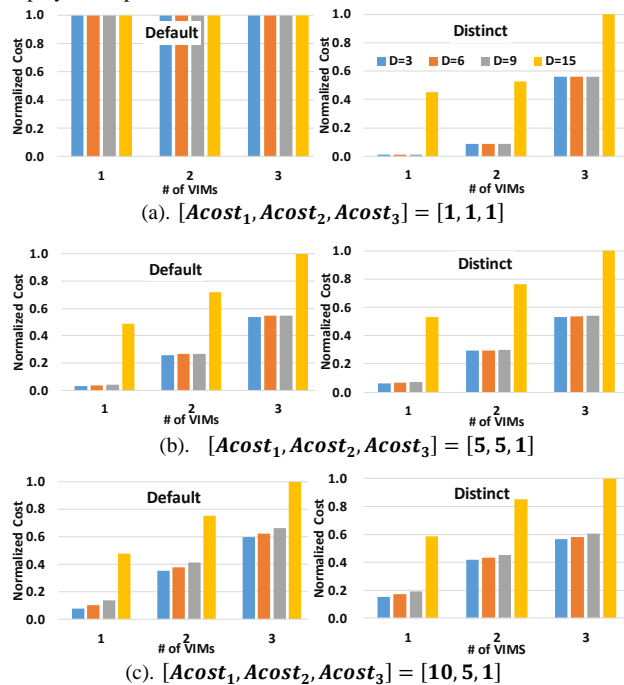 Default
Normalized Cost
1.0
0.8
0.6
0.4
0.2
0.0
1 2 3
# of VIMs
Distinct
D=3 D=6 D=9 D=15
Normalized Cost
1.0
0.8
0.6
0.4
0.2
0.0
1 2 3
# of VIMs
(a). [Acost₁, Acost₂, Acost₃] = [1, 1, 1]
Default
Normalized Cost
1.0
0.8
0.6
0.4
0.2
0.0
1 2 3
# of VIMs
Distinct
Normalized Cost
1.0
0.8
0.6
0.4
0.2
0.0
1 2 3
# of VIMs
(b). [Acost₁, Acost₂, Acost₃] = [5, 5, 1]
Default
Normalized Cost
1.0
0.8
0.6
0.4
0.2
0.0
1 2 3
# of VIMs
Distinct
Normalized Cost
1.0
0.8
0.6
0.4
0.2
0.0
1 2 3
# of VIMS
(c). [Acost₁, Acost₂, Acost₃] = [10, 5, 1]